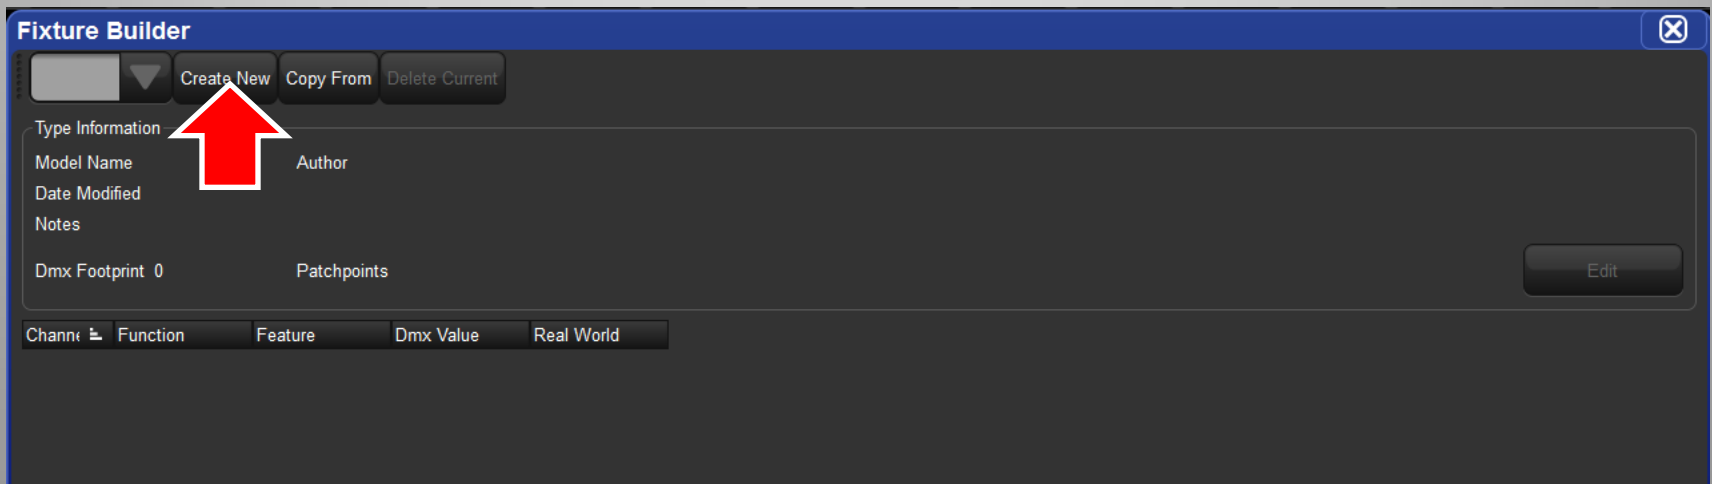 Fixture Builder
Create New Copy From Delete Current
Type Information
Model Name Author
Date Modified
Notes
Dmx Footprint 0 Patchpoints
Edit
Channe Function Feature Dmx Value Real World